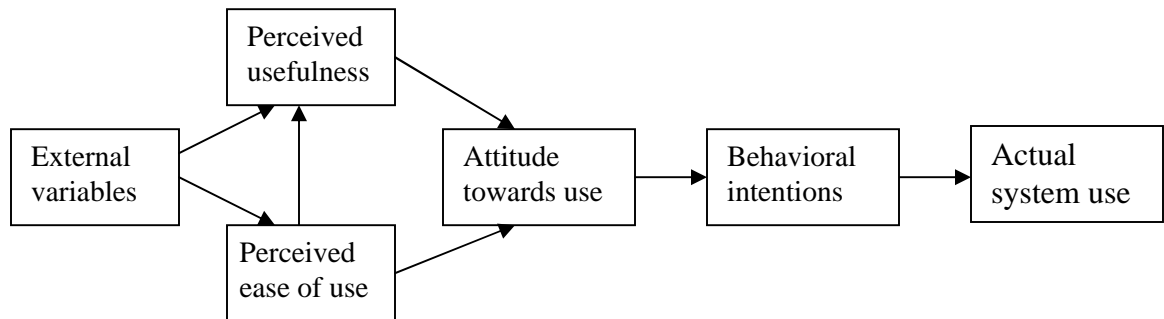 Perceived
usefulness
External
variables
Perceived
ease of use
Attitude
towards use
Behavioral
intentions
Actual
system use